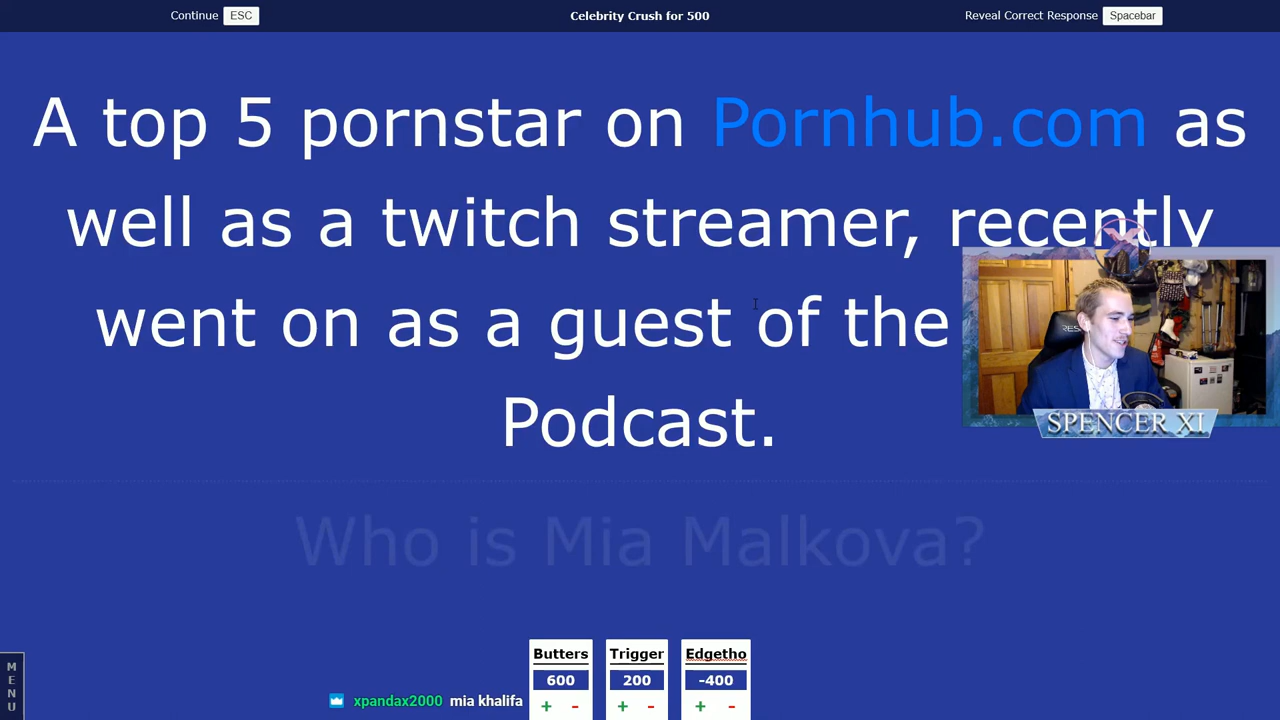 Continue ESC
Celebrity Crush for 500
Reveal Correct Response Spacebar
A top 5 pornstar on Pornhub.com as
well as a twitch streamer, recently
went on as a guest of the
Podcast.
SPENCER XI
Who is Mia Malkova?
MENU
Butters Trigger Edgetho
600 200 -400
+ - + - + -
xpandax2000 mia khalifa